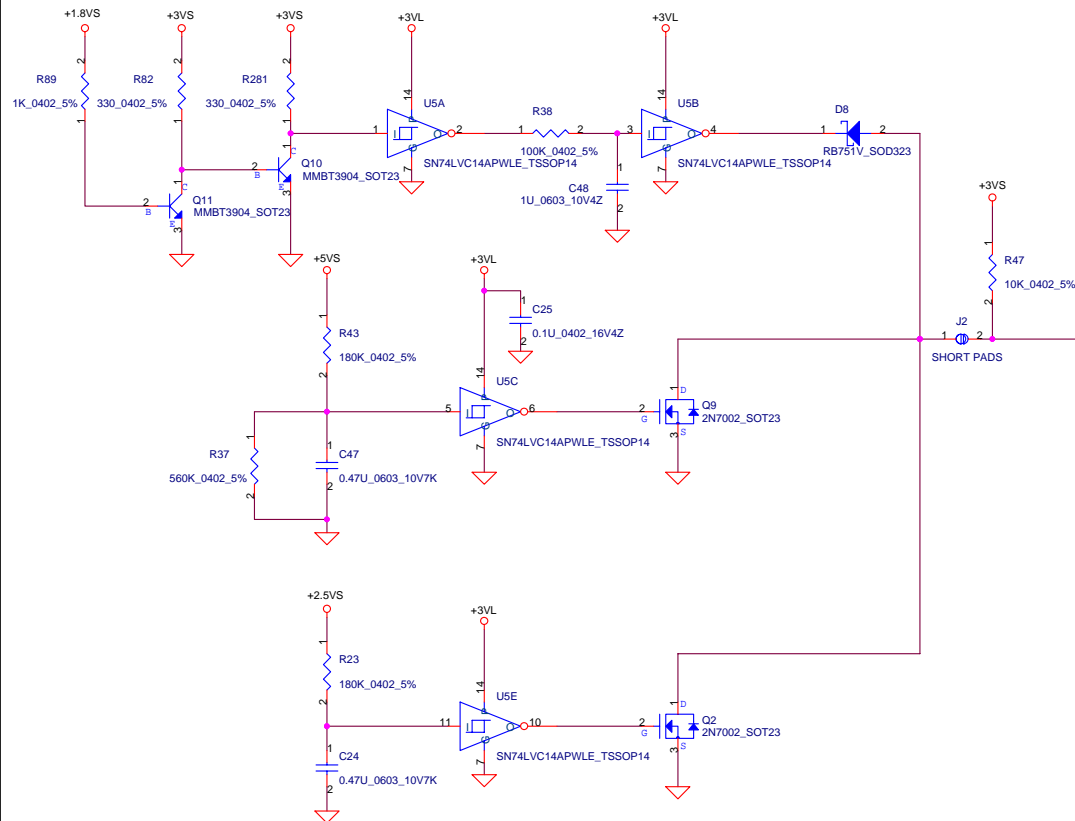 +1.8VS
+3VS
+3VS
+3VL
+3VL
2
R89
1K_0402_5%
1
2
R82
330_0402_5%
1
2
R281
330_0402_5%
1
14
U5A
1
I
O
2
7
SN74LVC14APWLE_TSSOP14
R38
1
2
100K_0402_5%
14
U5B
3
I
O
4
7
SN74LVC14APWLE_TSSOP14
1
C48
1U_0603_10V4Z
2
D8
1
2
RB751V_SOD323
1
C
2
B
Q10
MMBT3904_SOT23
E
3
1
C
2
B
Q11
MMBT3904_SOT23
E
3
+3VS
1
R47
10K_0402_5%
2
J2
1
2
SHORT PADS
+5VS
1
R43
180K_0402_5%
2
+3VL
1
C25
0.1U_0402_16V4Z
2
14
U5C
5
I
O
6
7
SN74LVC14APWLE_TSSOP14
1
D
2
G
Q9
2N7002_SOT23
3
S
1
R37
560K_0402_5%
2
1
C47
0.47U_0603_10V7K
2
+2.5VS
1
R23
180K_0402_5%
2
+3VL
14
U5E
11
I
O
10
7
SN74LVC14APWLE_TSSOP14
1
D
2
G
Q2
2N7002_SOT23
3
S
1
C24
0.47U_0603_10V7K
2